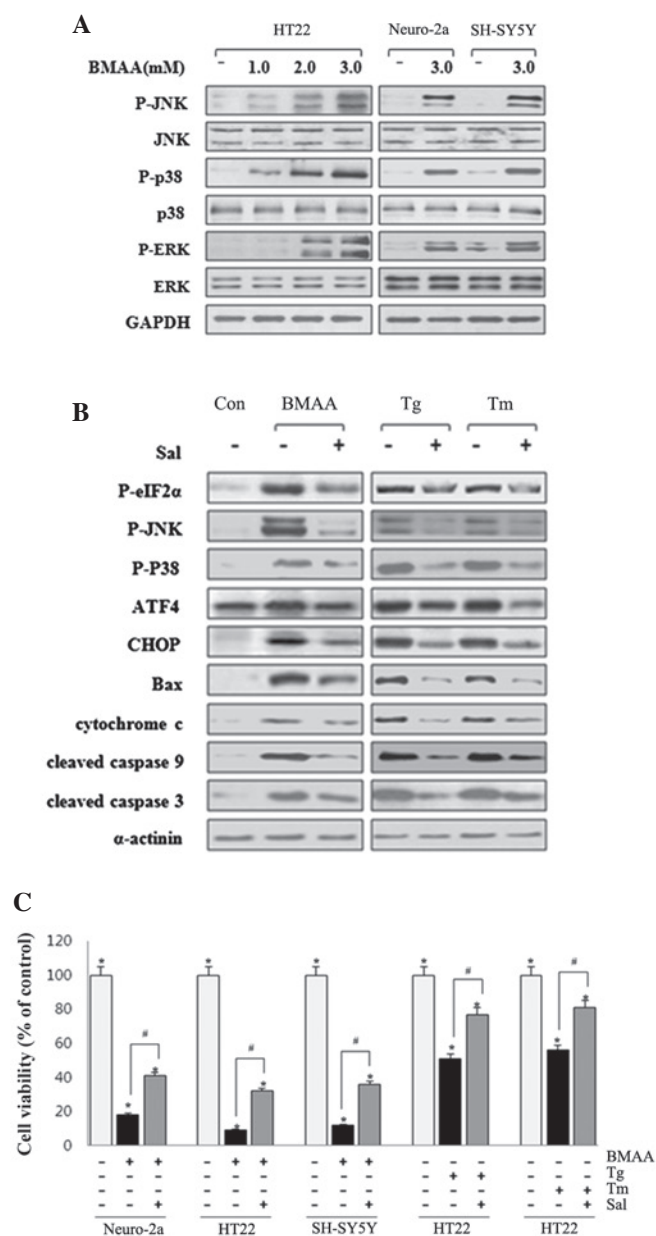 A
HT22 Neuro-2a SH-SY5Y
BMAA(mM) - 1.0 2.0 3.0 - 3.0 - 3.0
P-JNK
JNK
P-p38
p38
P-ERK
ERK
GAPDH
B
Con BMAA Tg Tm
Sal - - + - + - +
P-eIF2α
P-JNK
P-P38
ATF4
CHOP
Bax
cytochrome c
cleaved caspase 9
cleaved caspase 3
α-actinin
C
Cell viability (% of control)
120
100
80
60
40
20
0
* * * # * * * # * * * # * * * # * * * # *
- + + - + + - + + - - - - - - BMAA
- - - - - - - - - - + + - - - Tg
- - - - - - - - - - - - - + + Tm
- - + - - + - - + - - + - - + Sal
Neuro-2a HT22 SH-SY5Y HT22 HT22